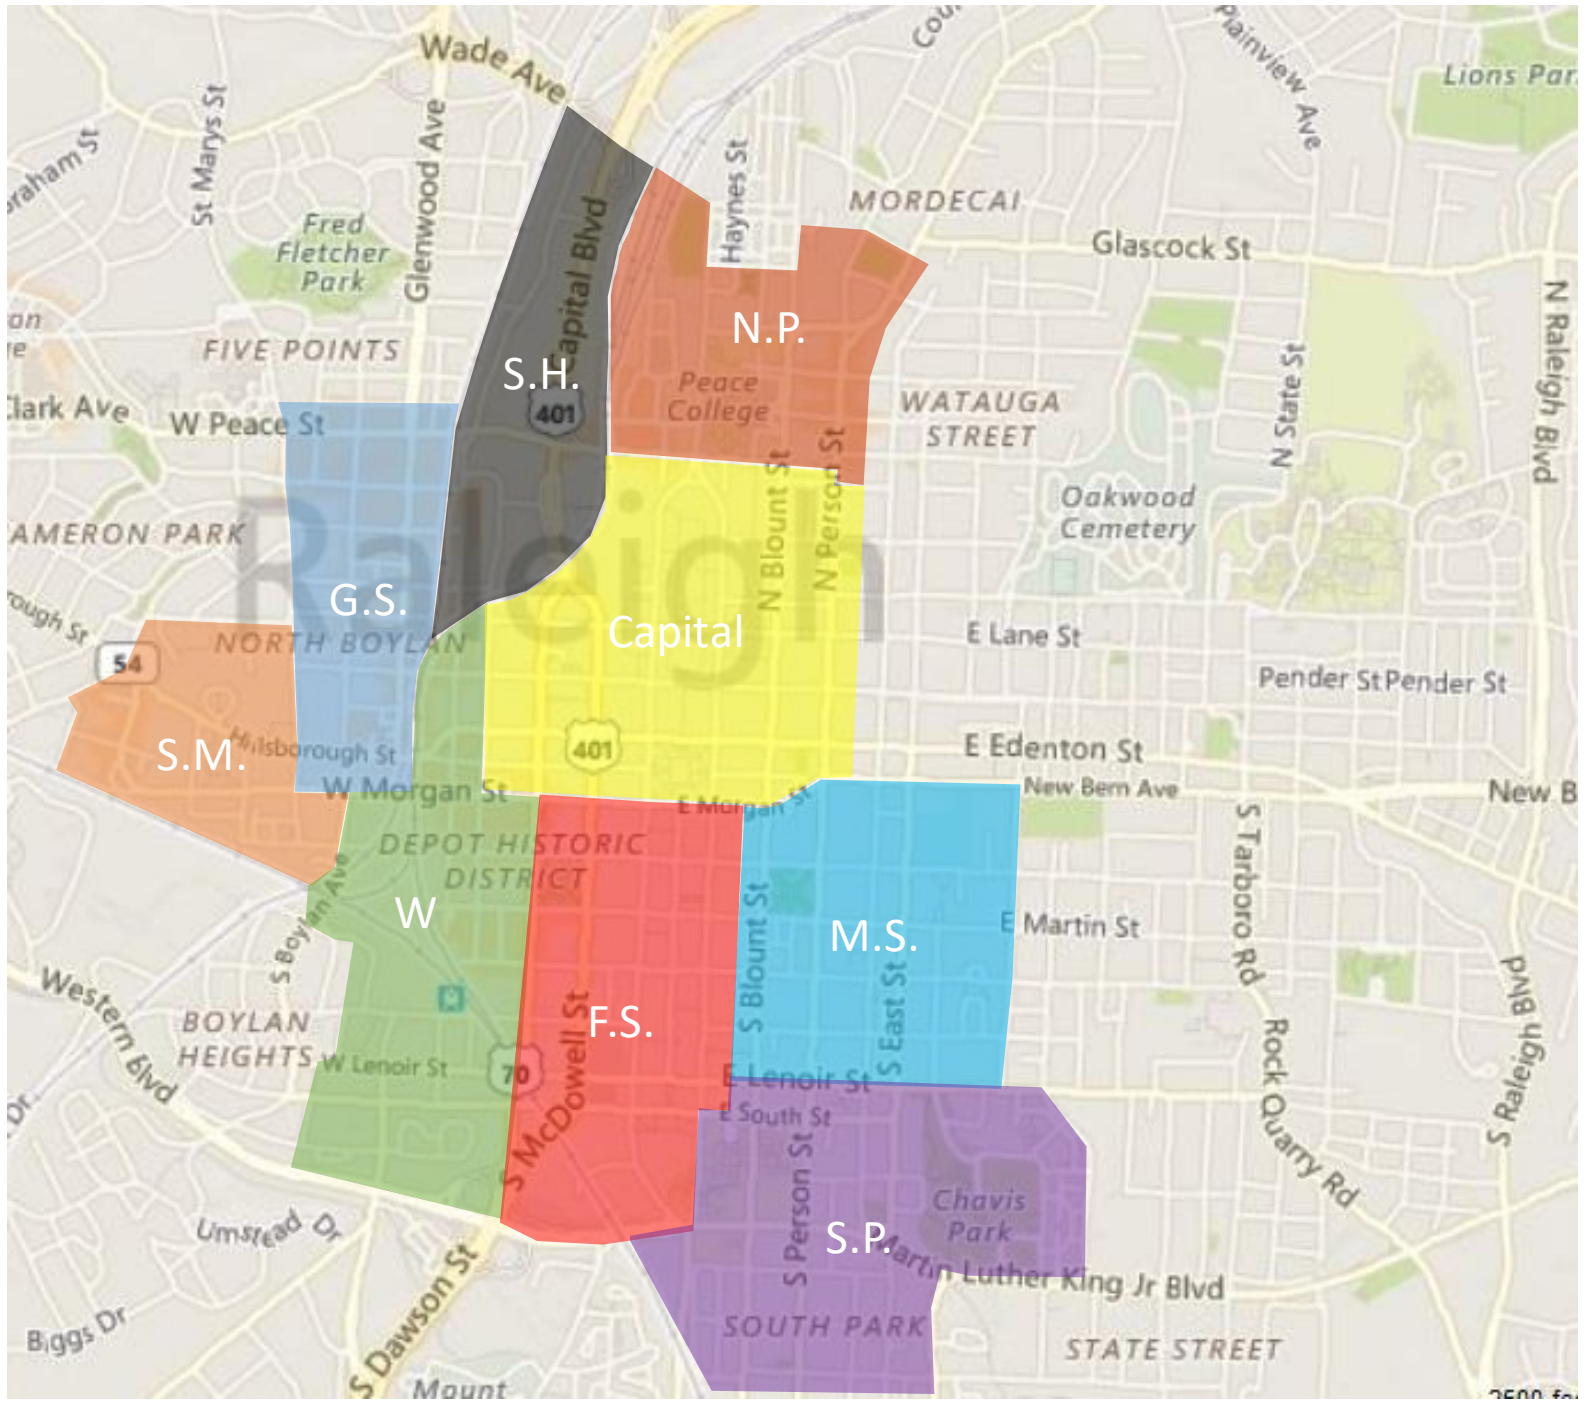 Wade Ave
Plainview Ave
Lions Par
St Marys St
Glenwood Ave
Haynes St
MORDECAI
Capital Blvd
Fred
Fletcher
Park
Glascock St
N Raleigh Blvd
N.P.
FIVE POINTS
S.H.
Peace
College
N State St
WATAUGA
STREET
Clark Ave
W Peace St
401
N Blount St
N Person St
Oakwood
Cemetery
AMERON PARK
Raleigh
G.S.
NORTH BOYLAN
Capital
E Lane St
54
Pender St
Pender St
S.M.
Hillsborough St
401
E Edenton St
W Morgan St
E Morgan St
New Bern Ave
New B
DEPOT HISTORIC
DISTRICT
S Tarboro Rd
S Boylan Ave
W
S Blount St
M.S.
E Martin St
S East St
S Raleigh Blvd
Western Blvd
BOYLAN
HEIGHTS
F.S.
W Lenoir St
70
S McDowell St
E Lenoir St
E South St
Rock Quarry Rd
Dr
S Person St
Chavis
Park
S.P.
Umstead Dr
Martin Luther King Jr Blvd
S Dawson St
Biggs Dr
SOUTH PARK
STATE STREET
Mount